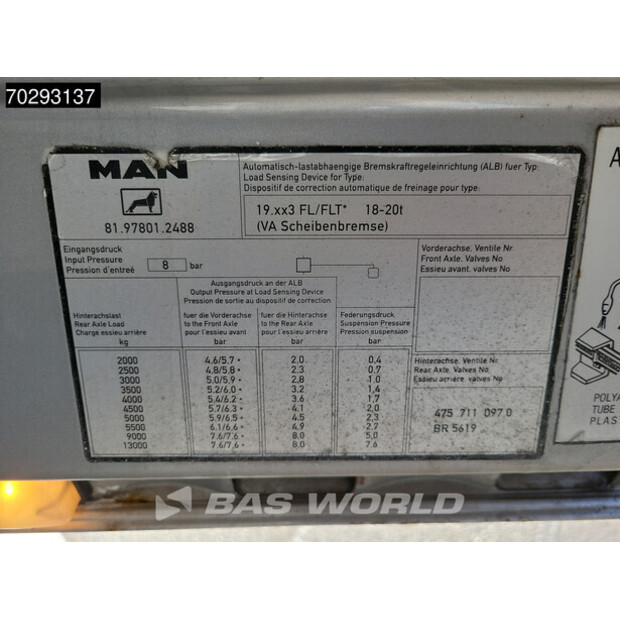 70293137
MAN
81.97801.2488
Automatisch-lastabhaengige Bremskraftregeleinrichtung (ALB) fuer Typ:
Load Sensing Device for Type:
Dispositif de correction automatique de freinage pour type:
19.xx3 FL/FLT* 18-20t
(VA Scheibenbremse)
Eingangsdruck
Input Pressure
Pression d'entreé
8 bar
Vorderachse. Ventile Nr.
Front Axle. Valves No
Essieu avant. valves No
Ausgangsdruck an der ALB
Output Pressure at Load Sensing Device
Pression de sortie au dispositif de correction
Hinterachslast
Rear Axle Load
Charge essieu arriére
kg
fuer die Vorderachse
to the Front Axle
pour l'essieu avant
bar
fuer die Hinterachse
to the Rear Axle
pour l'essieu arriére
bar
Federungsdruck
Suspension Pressure
Pression suspension
bar
2000 4.6/5.7* 2.0 0,4
2500 4.8/5.8* 2.3 0.7
3000 5.0/5.9* 2.8 1.0
3500 5.2/6.0* 3.2 1,4
4000 5.4/6.2* 3.6 1.7
4500 5.7/6.3* 4.1 2.0
5000 5.9/6.5* 4.5 2.3
5500 6.1/6.6* 4.9 2.7
9000 7.6/7.6* 8.0 5.0
13000 7.6/7.6* 8.0 7.6
Hinterachse. Ventile Nr.
Rear Axle. Valves No
Essieu arriére. valves No
475 711 097.0
BR 5619
A
POLYA
TUBE
PLAST
BAS WORLD